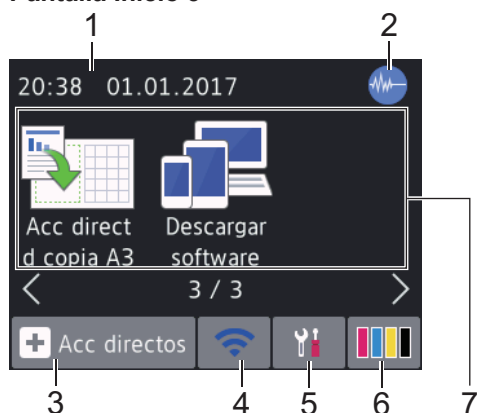 Pantalla Inicio 3
1 2
20:38 01.01.2017
Acc direct Descargar
d copia A3 software
3 / 3
Acc directos
3 4 5 6 7